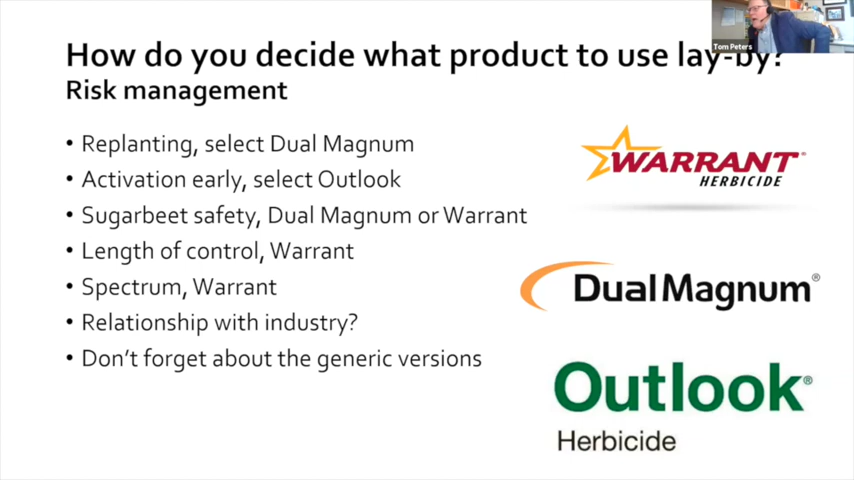 How do you decide what product to use lay-by?
Risk management
• Replanting, select Dual Magnum
• Activation early, select Outlook
• Sugarbeet safety, Dual Magnum or Warrant
• Length of control, Warrant
• Spectrum, Warrant
• Relationship with industry?
• Don't forget about the generic versions
WARRANT®
HERBICIDE
Dual Magnum®
Outlook®
Herbicide
Tom Peters